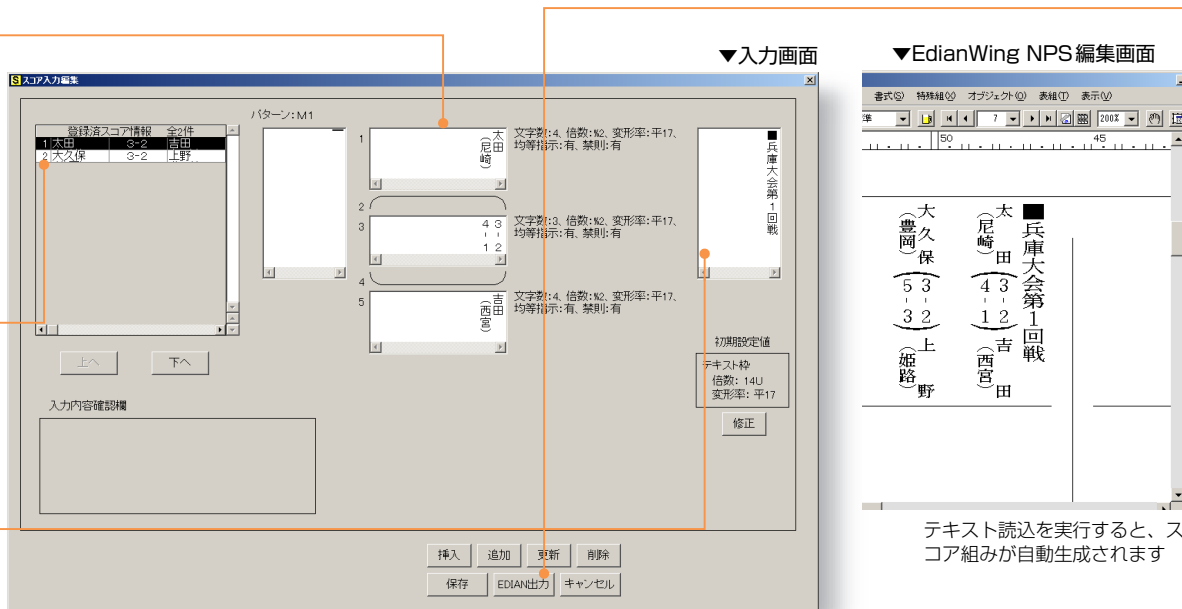 ▼入力画面
スコア入力編集
登録済スコア情報 全2件
1 太田 3-2 吉田
2 大久保 3-2 上野
上へ
下へ
入力内容確認欄
パターン:M1
1
太田
(尼崎)
文字数:4、倍数:%2、変形率:平17、
均等指示:有、禁則:有
2
3
3-2
4-1
文字数:3、倍数:%2、変形率:平17、
均等指示:有、禁則:有
4
5
吉田
(西宮)
文字数:4、倍数:%2、変形率:平17、
均等指示:有、禁則:有
■兵庫大会第1回戦
初期設定値
テキスト枠
倍数: 14U
変形率: 平17
修正
挿入
追加
更新
削除
保存
EDIAN出力
キャンセル
▼EdianWing NPS編集画面
書式(S) 特殊組(X) オブジェクト(O) 表組(T) 表示(V)
7
200%
50
45
■兵庫大会第1回戦
太田(尼崎)(3-2 4-1)吉田(西宮)
大久保(豊岡)(3-2 5-3)上野(姫路)
テキスト読込を実行すると、ス
コア組みが自動生成されます